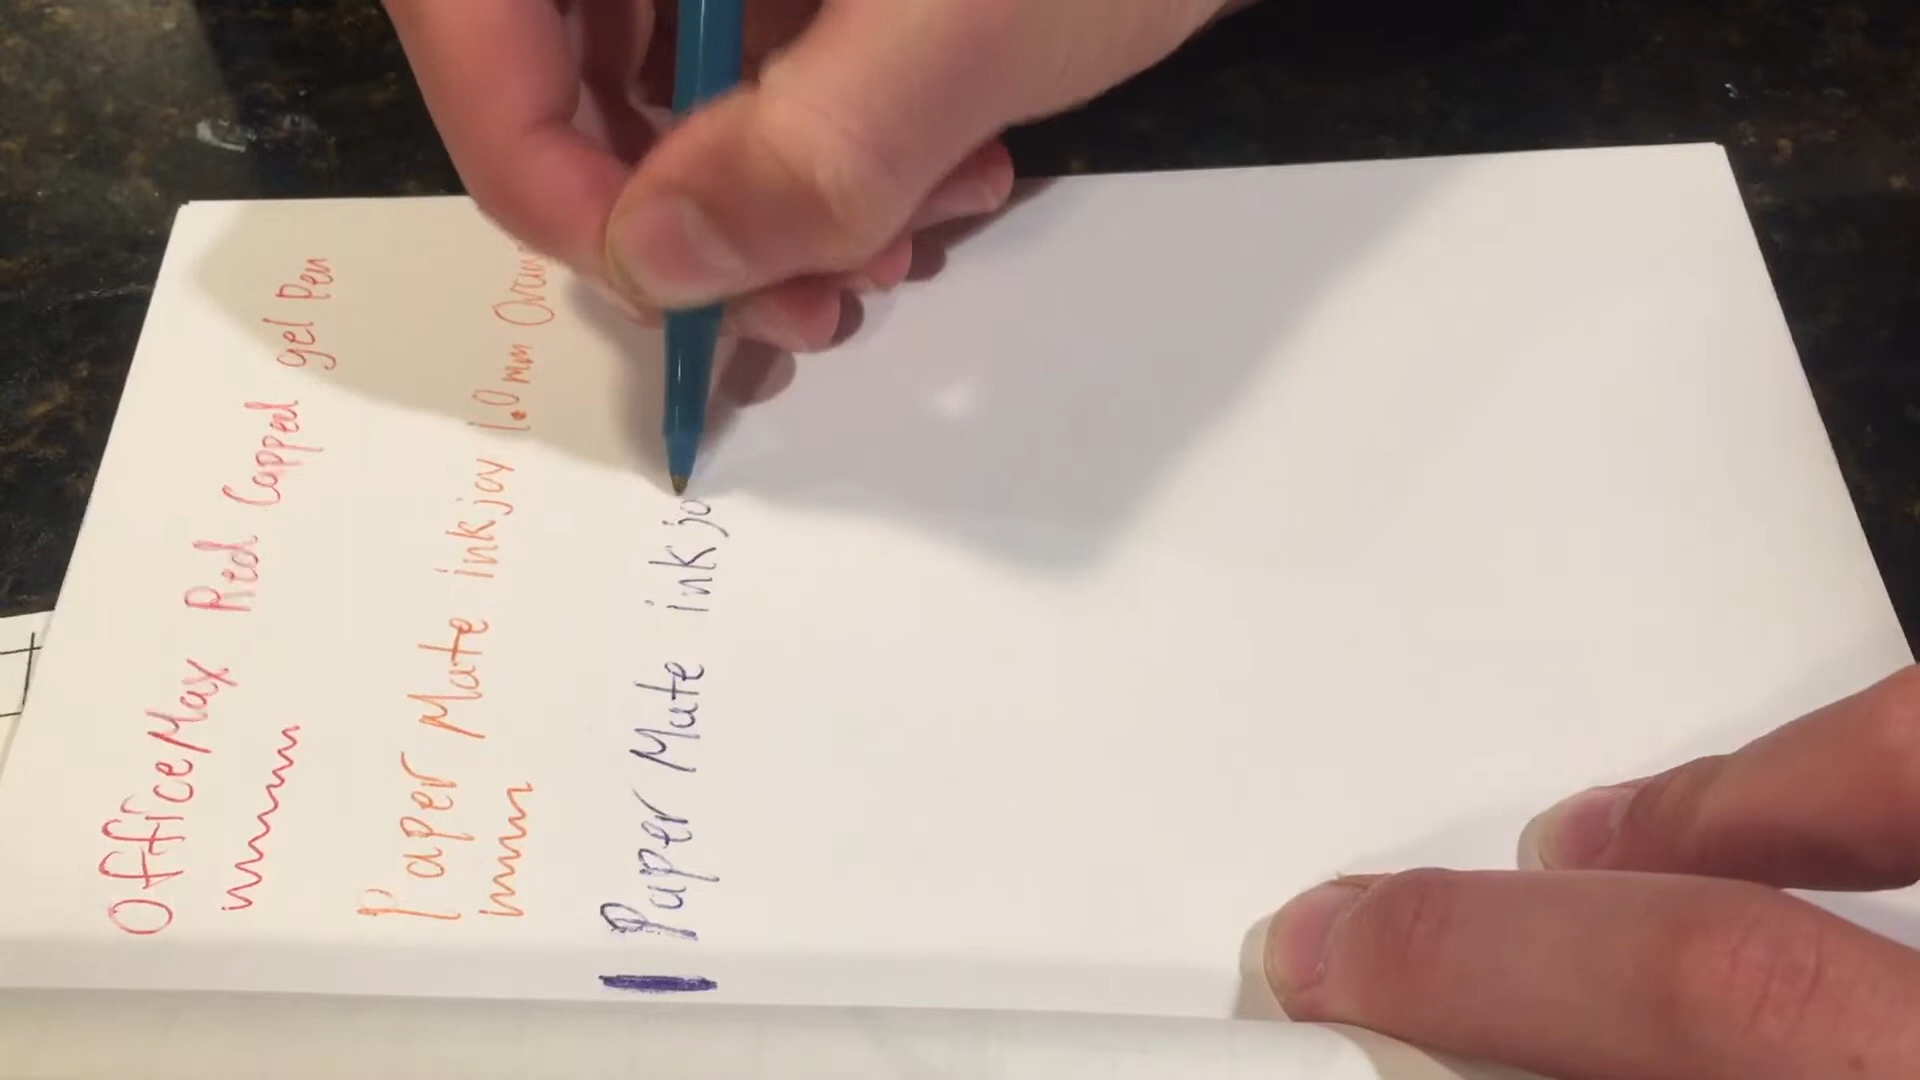 OfficeMax Red Capped gel Pen
Paper Mate inkjoy 1.0 mm
Paper Mate inkjo